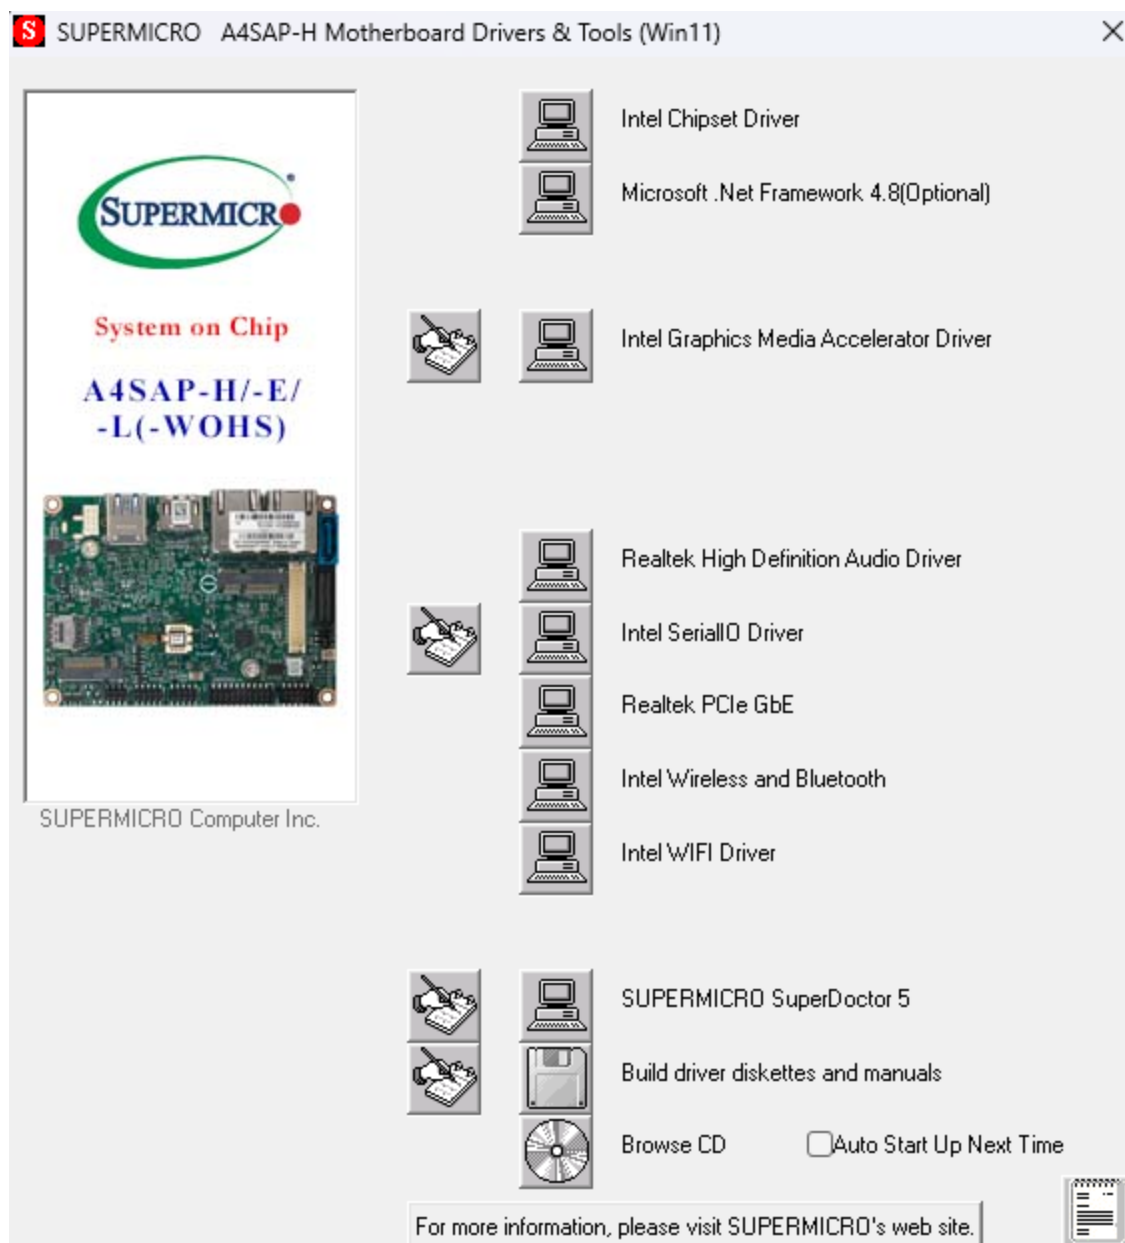 S SUPERMICRO A4SAP-H Motherboard Drivers & Tools (Win11)
SUPERMICR
System on Chip
A4SAP-H/-E/
-L(-WOHS)
SUPERMICRO Computer Inc.
Intel Chipset Driver
Microsoft .Net Framework 4.8(Optional)
Intel Graphics Media Accelerator Driver
Realtek High Definition Audio Driver
Intel SerialIO Driver
Realtek PCIe GbE
Intel Wireless and Bluetooth
Intel WIFI Driver
SUPERMICRO SuperDoctor 5
Build driver diskettes and manuals
Browse CD Auto Start Up Next Time
For more information, please visit SUPERMICRO's web site.